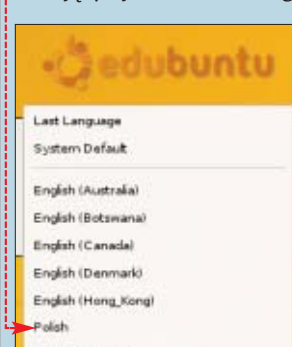 edubuntu
Last Language
System Default
English (Australia)
English (Botswana)
English (Canada)
English (Denmark)
English (Hong_Kong)
Polish